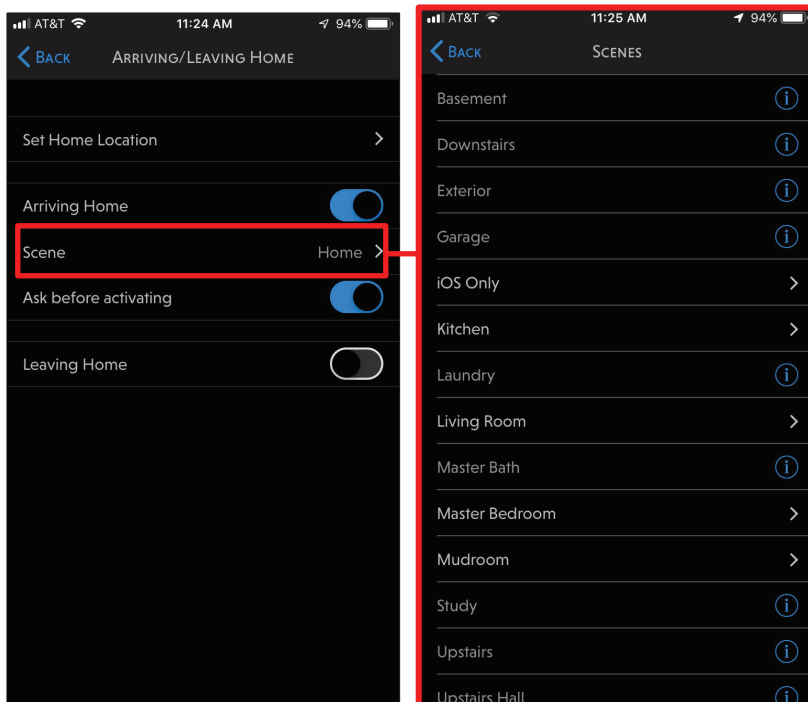 AT&T 11:24 AM 94%
BACK ARRIVING/LEAVING HOME
Set Home Location
Arriving Home
Scene Home
Ask before activating
Leaving Home
AT&T 11:25 AM 94%
BACK SCENES
Basement
Downstairs
Exterior
Garage
iOS Only
Kitchen
Laundry
Living Room
Master Bath
Master Bedroom
Mudroom
Study
Upstairs
Upstairs Hall